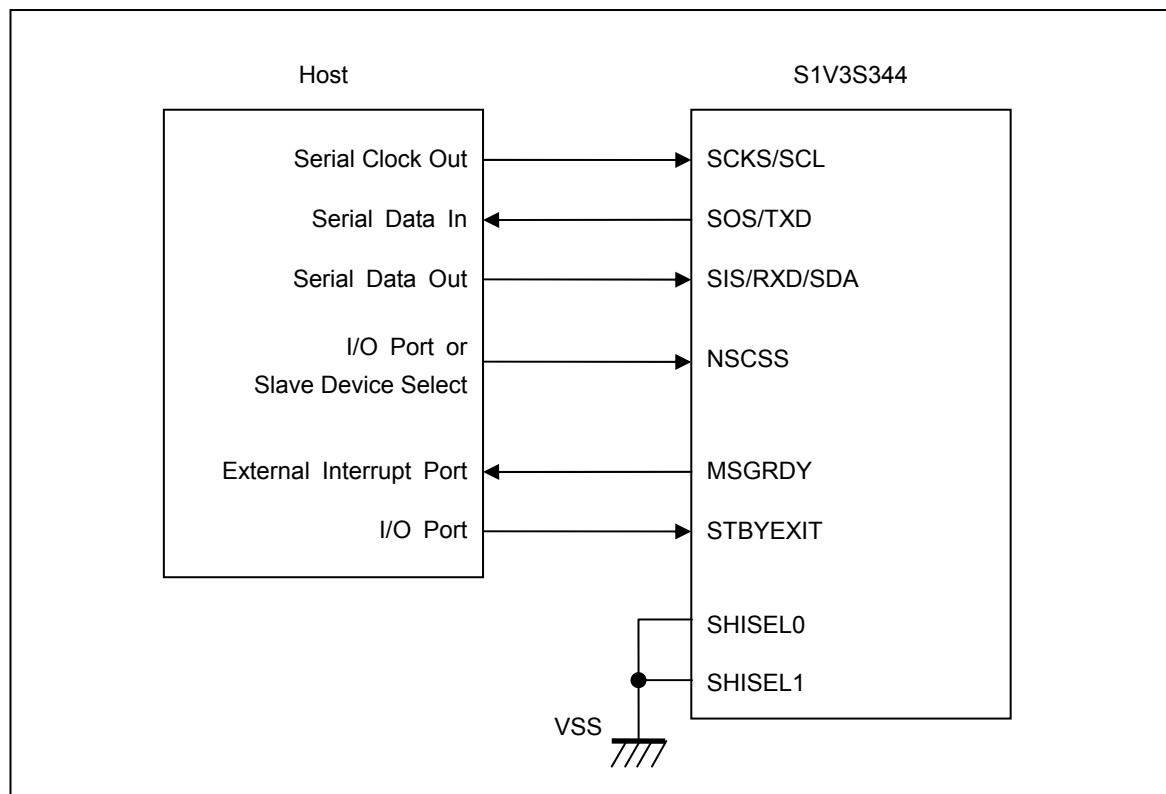 Host
S1V3S344
Serial Clock Out
SCKS/SCL
Serial Data In
SOS/TXD
Serial Data Out
SIS/RXD/SDA
I/O Port or
Slave Device Select
NSCSS
External Interrupt Port
MSGRDY
I/O Port
STBYEXIT
SHISEL0
SHISEL1
VSS